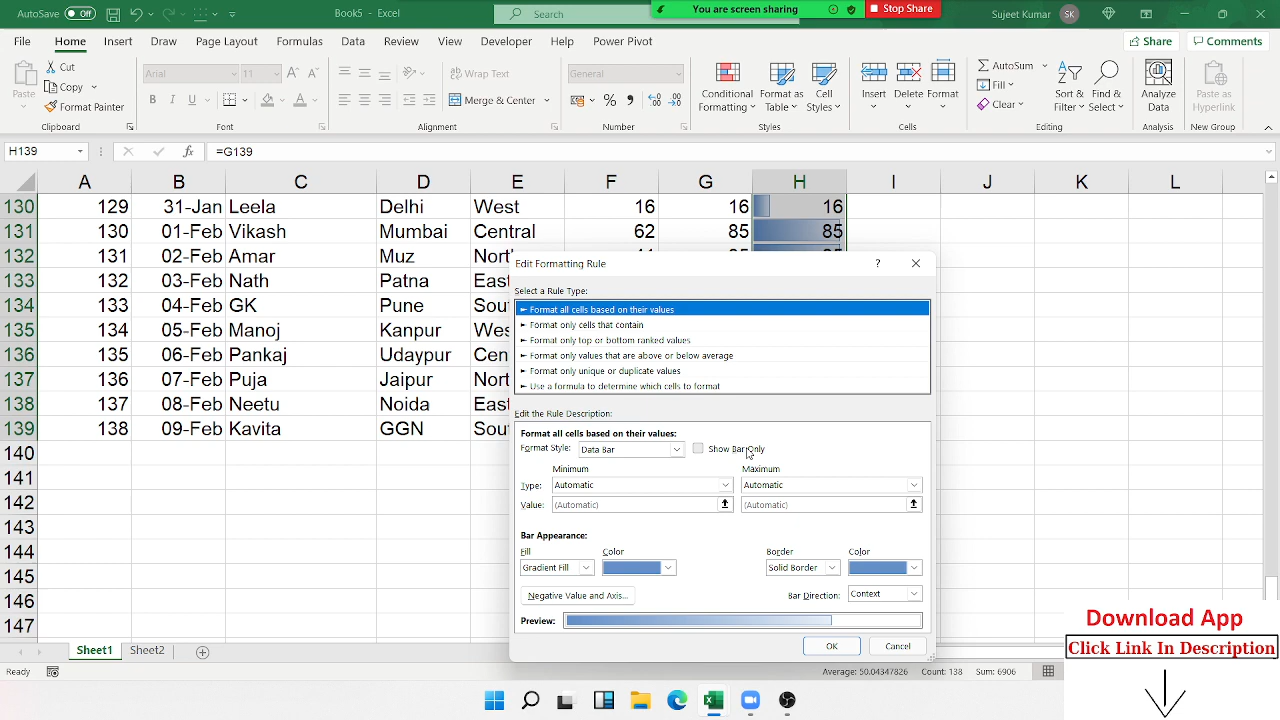 AutoSave Off Book5 - Excel Search You are screen sharing Stop Share Sujeet Kumar SK
File Home Insert Draw Page Layout Formulas Data Review View Developer Help Power Pivot Share Comments
Paste Cut Copy Format Painter
Arial 11
B I U
Wrap Text
Merge & Center
General
Conditional Formatting Format as Table Cell Styles
Insert Delete Format
AutoSum Fill Clear
Sort & Filter Find & Select
Analyze Data
Paste as Hyperlink
Clipboard Font Alignment Number Styles Cells Editing Analysis New Group
H139 fx =G139
A B C D E F G H I J K L
130 129 31-Jan Leela Delhi West 16 16 16
131 130 01-Feb Vikash Mumbai Central 62 85 85
132 131 02-Feb Amar Muz
133 132 03-Feb Nath Patna
134 133 04-Feb GK Pune
135 134 05-Feb Manoj Kanpur
136 135 06-Feb Pankaj Udaypur
137 136 07-Feb Puja Jaipur
138 137 08-Feb Neetu Noida
139 138 09-Feb Kavita GGN
140
141
142
143
144
145
146
147
Edit Formatting Rule ?
Select a Rule Type:
► Format all cells based on their values
► Format only cells that contain
► Format only top or bottom ranked values
► Format only values that are above or below average
► Format only unique or duplicate values
► Use a formula to determine which cells to format
Edit the Rule Description:
Format all cells based on their values:
Format Style: Data Bar Show Bar Only
Minimum Maximum
Type: Automatic Automatic
Value: (Automatic) (Automatic)
Bar Appearance:
Fill Color Border Color
Gradient Fill Solid Border
Negative Value and Axis... Bar Direction: Context
Preview:
OK Cancel
Sheet1 Sheet2
Ready Average: 50.04347826 Count: 138 Sum: 6906
Download App
Click Link In Description